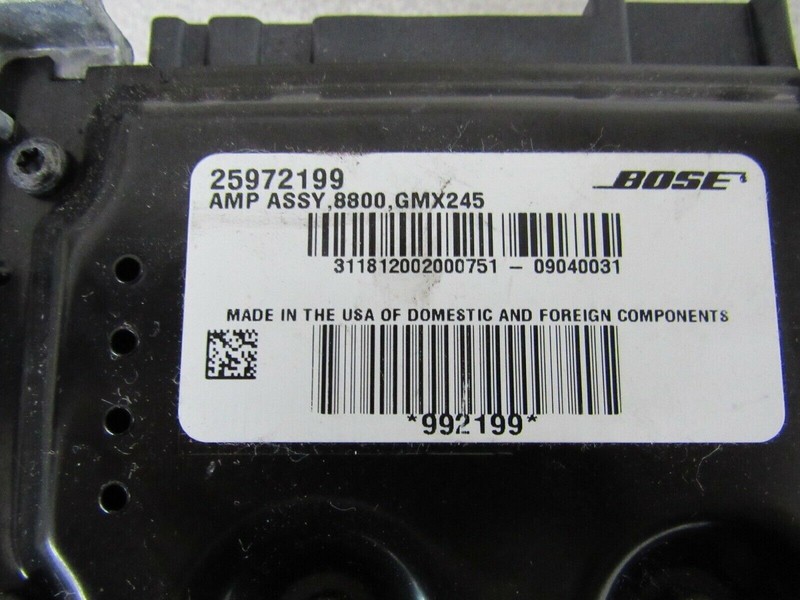 25972199
BOSE
AMP ASSY,8800,GMX245
311812002000751 - 09040031
MADE IN THE USA OF DOMESTIC AND FOREIGN COMPONENTS
*992199*